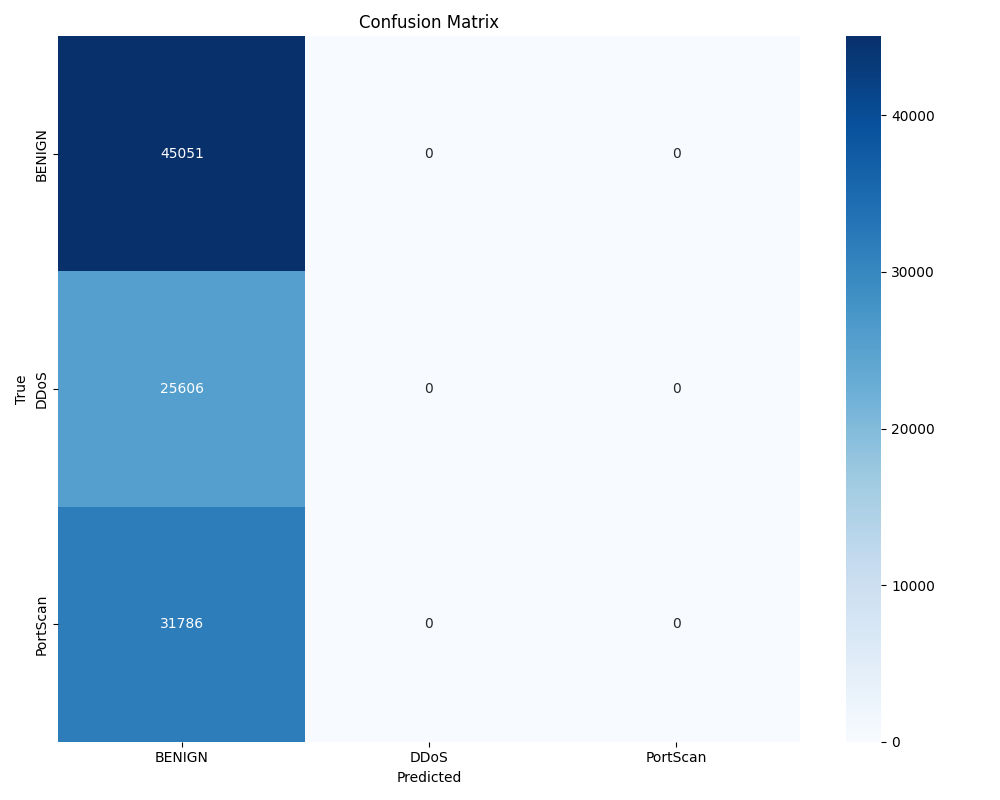 Confusion Matrix
True
BENIGN
45051 0 0
DDoS
25606 0 0
PortScan
31786 0 0
BENIGN DDoS PortScan
Predicted
40000
30000
20000
10000
0